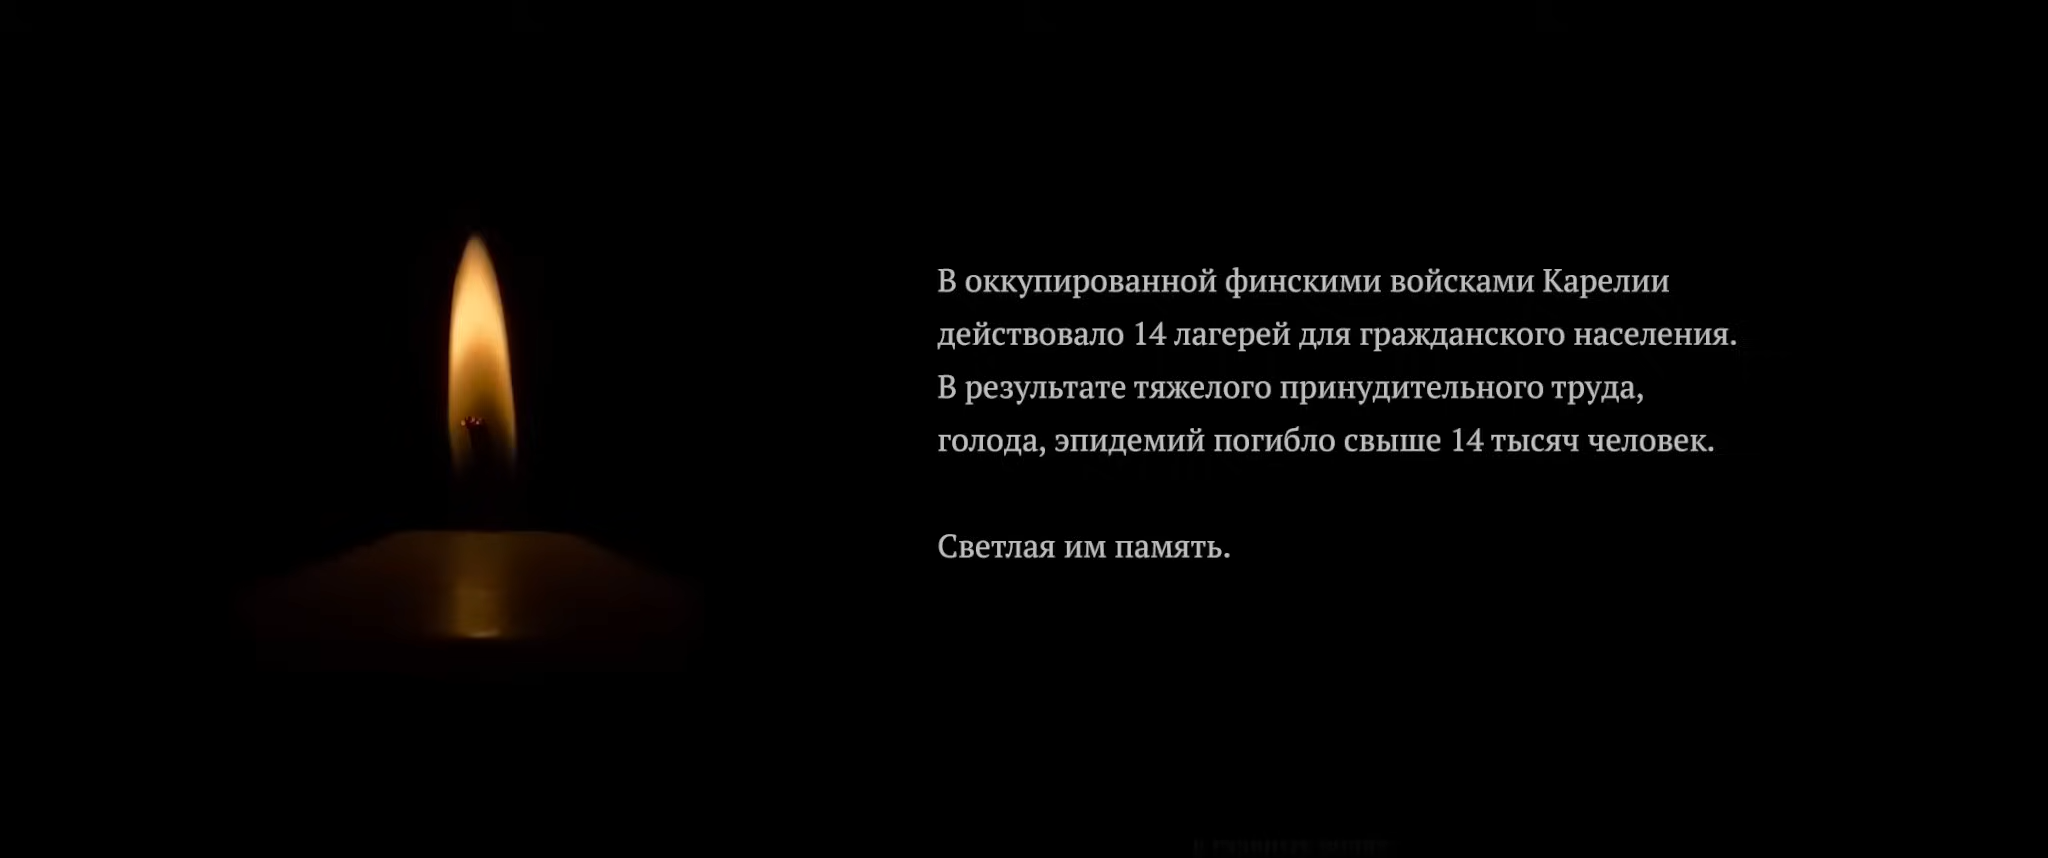 В оккупированной финскими войсками Карелии
действовало 14 лагерей для гражданского населения.
В результате тяжелого принудительного труда,
голода, эпидемий погибло свыше 14 тысяч человек.
Светлая им память.